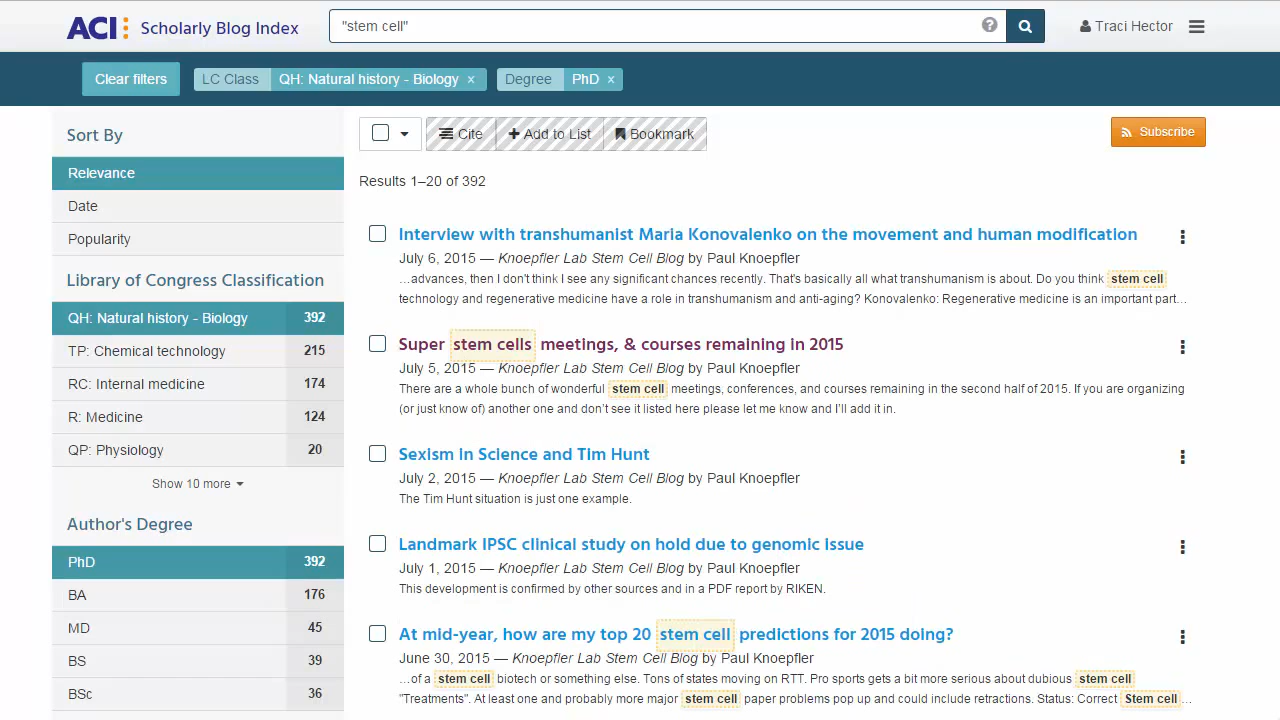 ACI Scholarly Blog Index
"stem cell"
Traci Hector
Clear filters
LC Class QH: Natural history - Biology ×
Degree PhD ×
Sort By
Relevance
Date
Popularity
Library of Congress Classification
QH: Natural history - Biology 392
TP: Chemical technology 215
RC: Internal medicine 174
R: Medicine 124
QP: Physiology 20
Show 10 more
Author's Degree
PhD 392
BA 176
MD 45
BS 39
BSc 36
Cite
Add to List
Bookmark
Subscribe
Results 1–20 of 392
Interview with transhumanist Maria Konovalenko on the movement and human modification
July 6, 2015 — Knoepfler Lab Stem Cell Blog by Paul Knoepfler
…advances, then I don't think I see any significant chances recently. That's basically all what transhumanism is about. Do you think stem cell
technology and regenerative medicine have a role in transhumanism and anti-aging? Konovalenko: Regenerative medicine is an important part…
Super stem cells meetings, & courses remaining in 2015
July 5, 2015 — Knoepfler Lab Stem Cell Blog by Paul Knoepfler
There are a whole bunch of wonderful stem cell meetings, conferences, and courses remaining in the second half of 2015. If you are organizing
(or just know of) another one and don’t see it listed here please let me know and I’ll add it in.
Sexism in Science and Tim Hunt
July 2, 2015 — Knoepfler Lab Stem Cell Blog by Paul Knoepfler
The Tim Hunt situation is just one example.
Landmark IPSC clinical study on hold due to genomic issue
July 1, 2015 — Knoepfler Lab Stem Cell Blog by Paul Knoepfler
This development is confirmed by other sources and in a PDF report by RIKEN.
At mid-year, how are my top 20 stem cell predictions for 2015 doing?
June 30, 2015 — Knoepfler Lab Stem Cell Blog by Paul Knoepfler
…of a stem cell biotech or something else. Tons of states moving on RTT. Pro sports gets a bit more serious about dubious stem cell
"Treatments". At least one and probably more major stem cell paper problems pop up and could include retractions. Status: Correct Stem cell…